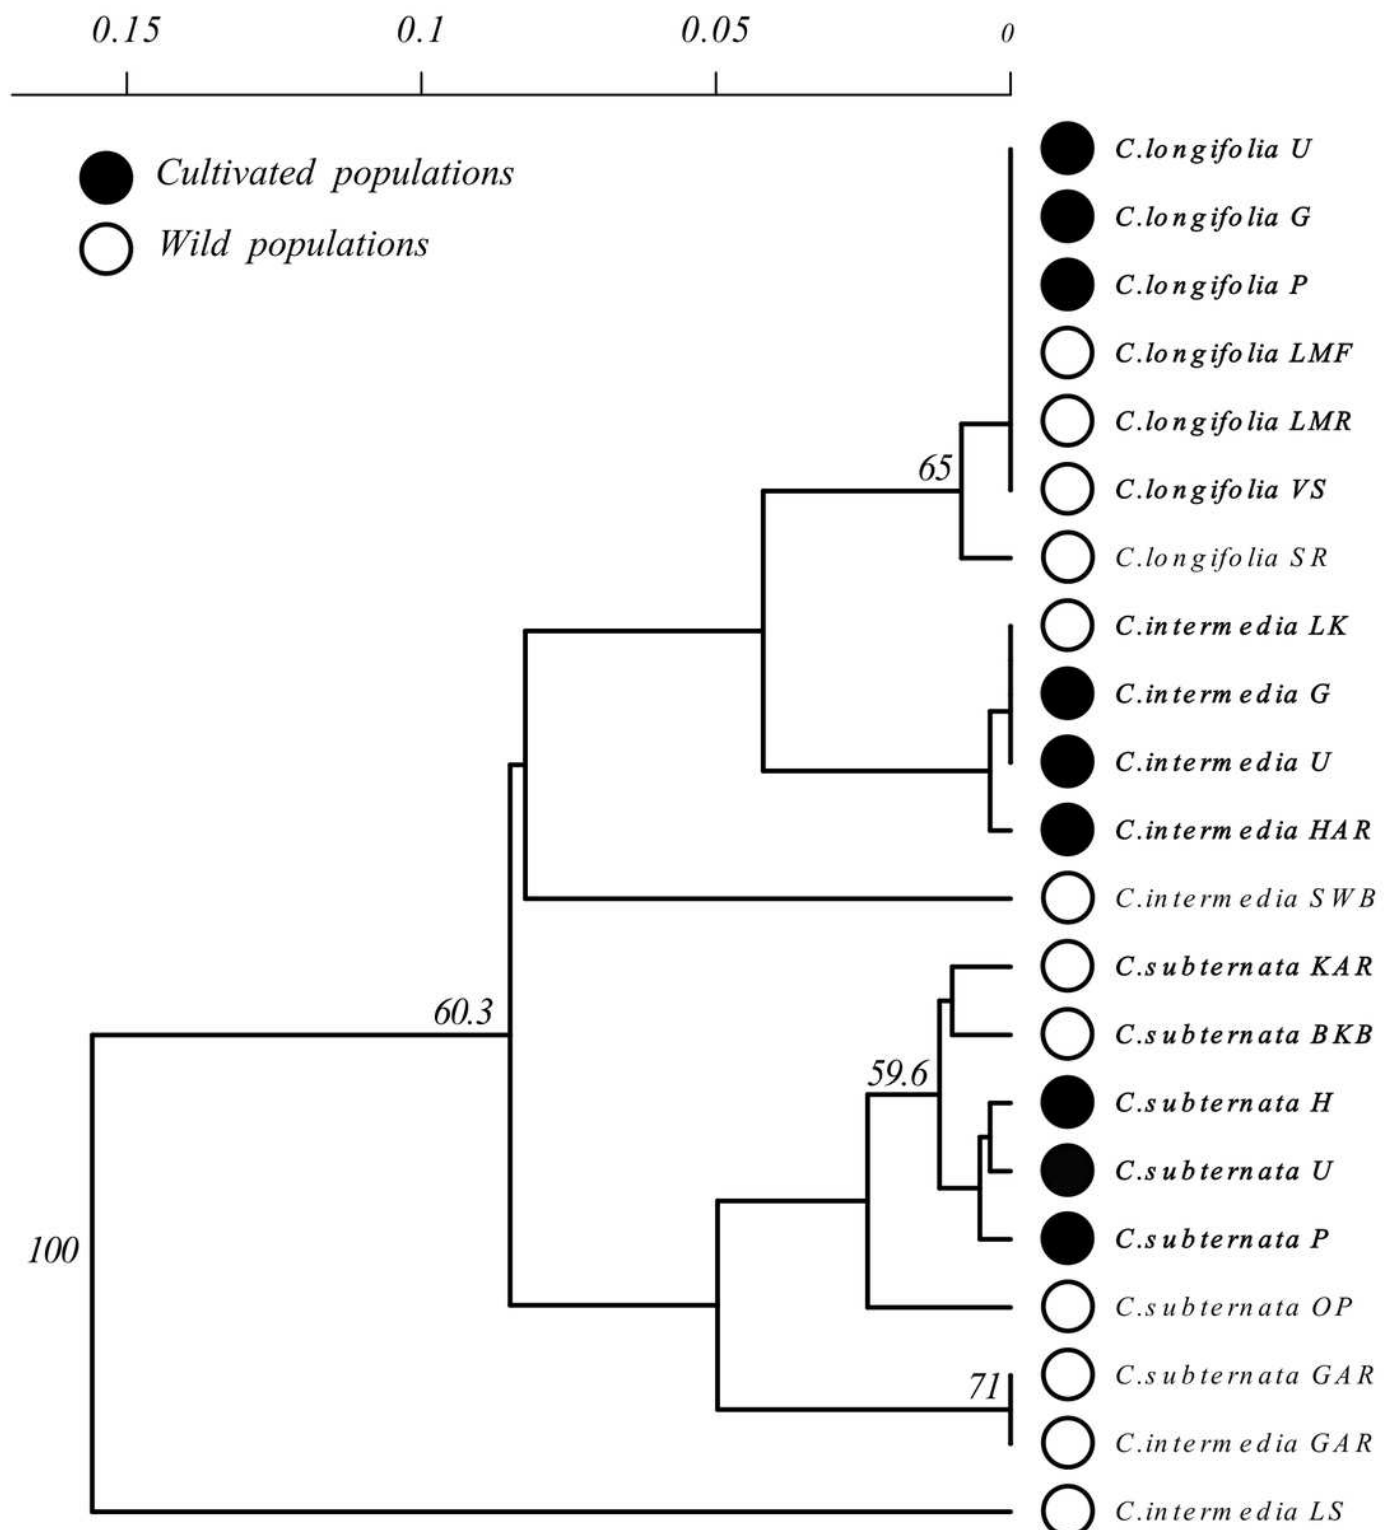 0.15 0.1 0.05 0
Cultivated populations
Wild populations
C.longifolia U
C.longifolia G
C.longifolia P
C.longifolia LMF
C.longifolia LMR
65
C.longifolia VS
C.longifolia SR
C.intermedia LK
C.intermedia G
C.intermedia U
C.intermedia HAR
C.intermedia SWB
C.subternata KAR
60.3
C.subternata BKB
59.6
C.subternata H
C.subternata U
C.subternata P
100
C.subternata OP
C.subternata GAR
71
C.intermedia GAR
C.intermedia LS